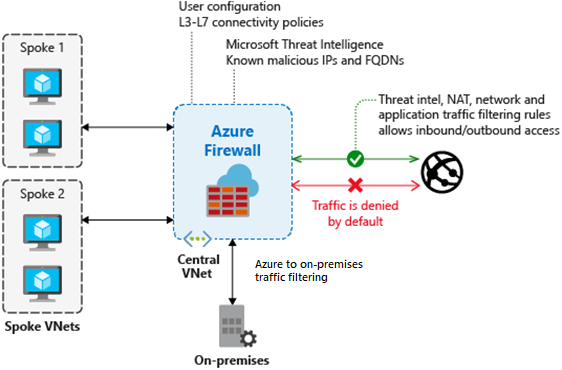 User configuration
L3-L7 connectivity policies
Microsoft Threat Intelligence
Known malicious IPs and FQDNs
Spoke 1
Azure
Firewall
Threat intel, NAT, network and
application traffic filtering rules
allows inbound/outbound access
Spoke 2
Traffic is denied
by default
Central
VNet
Azure to on-premises
traffic filtering
Spoke VNets
On-premises